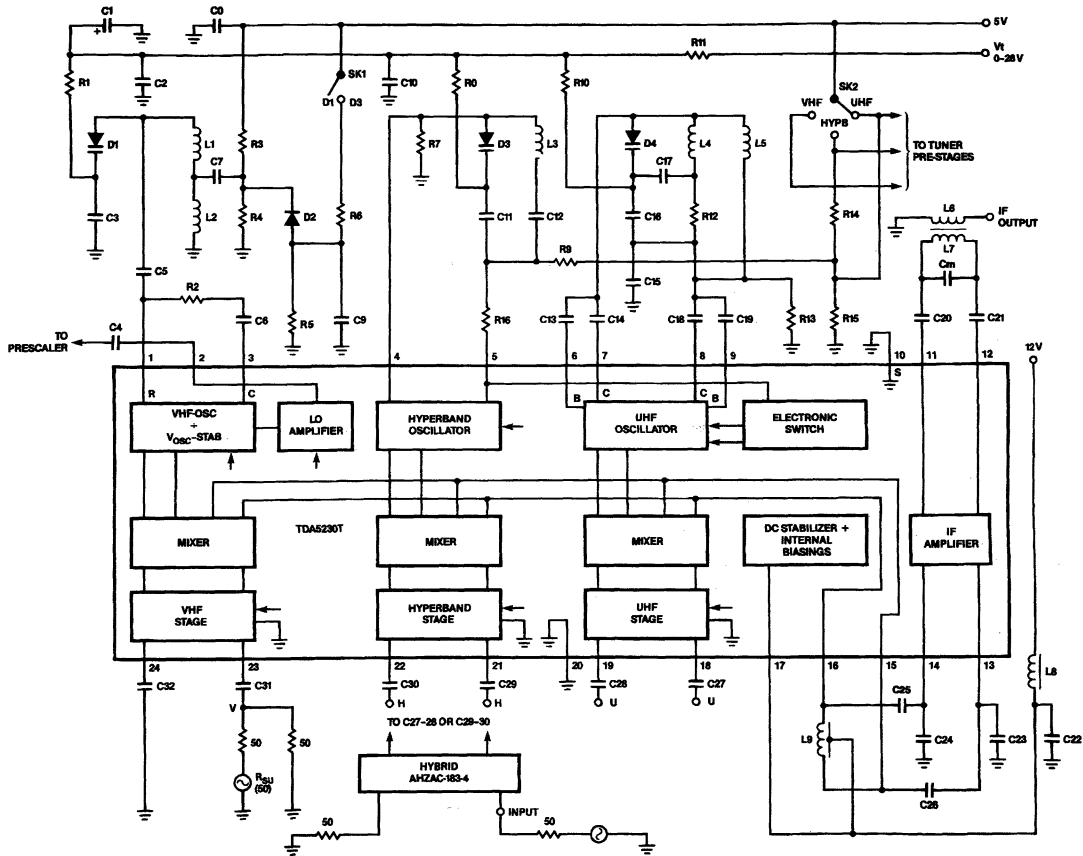 C1
C0
5V
+
R11
Vt
0–28V
R1
C2
C10
R0
R10
SK1
D1
D3
SK2
VHF
UHF
HYPB
TO TUNER
PRE-STAGES
D1
L1
C7
R3
R7
D3
L3
D4
C17
L4
L5
C3
L2
R4
D2
R6
C11
C12
C16
R12
R14
L6
IF
OUTPUT
L7
Cm
C5
R9
C15
R2
C6
R5
C9
R16
C13
C14
C18
C19
R13
R15
C20
C21
TO
PRESCALER
C4
12V
1
2
3
4
5
6
7
8
9
10
11
12
S
R
C
B
C
C
B
VHF-OSC
+
VOSC-STAB
LO
AMPLIFIER
HYPERBAND
OSCILLATOR
UHF
OSCILLATOR
ELECTRONIC
SWITCH
MIXER
TDA5230T
MIXER
MIXER
DC STABILIZER +
INTERNAL
BIASINGS
IF
AMPLIFIER
VHF
STAGE
HYPERBAND
STAGE
UHF
STAGE
24
23
22
21
20
19
18
17
16
15
14
13
C32
C31
C30
C29
C28
C27
C25
L8
V
H
H
U
U
TO C27–28 OR C29–30
L9
C24
C23
C22
50
50
RSU
(50)
HYBRID
AHZAC-183-4
C26
INPUT
50
50